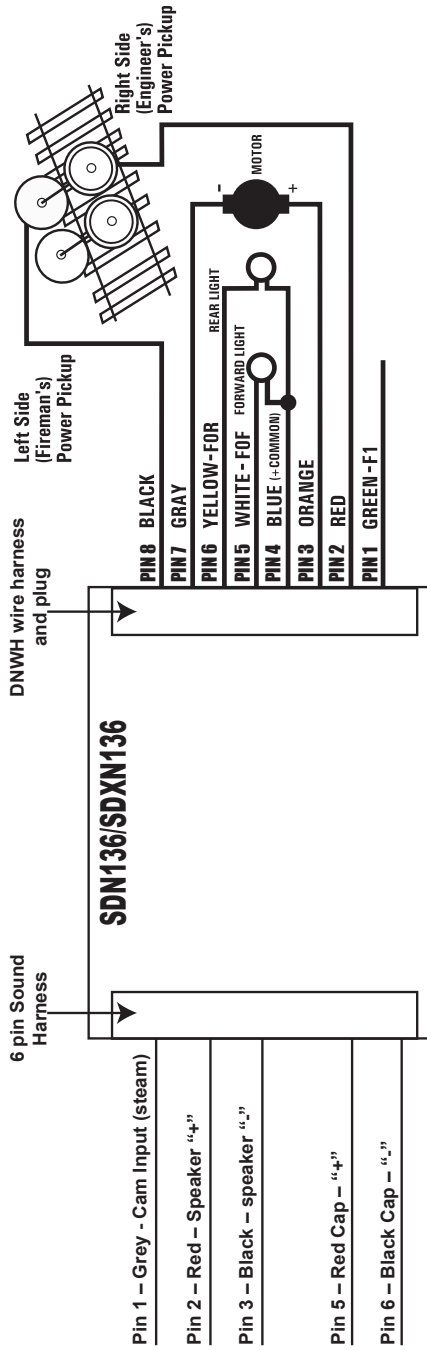 6 pin Sound
Harness
DNWH wire harness
and plug
SDN136/SDXN136
Pin 1 – Grey - Cam Input (steam)
Pin 2 – Red – Speaker “+”
Pin 3 – Black – speaker “-”
Pin 5 – Red Cap – “+”
Pin 6 – Black Cap – “-”
Left Side
(Fireman's)
Power Pickup
Right Side
(Engineer's)
Power Pickup
PIN 8 BLACK
PIN 7 GRAY
PIN 6 YELLOW-FOR
PIN 5 WHITE - FOF
PIN 4 BLUE (+COMMON)
PIN 3 ORANGE
PIN 2 RED
PIN 1 GREEN-F1
FORWARD LIGHT
REAR LIGHT
-
MOTOR
+